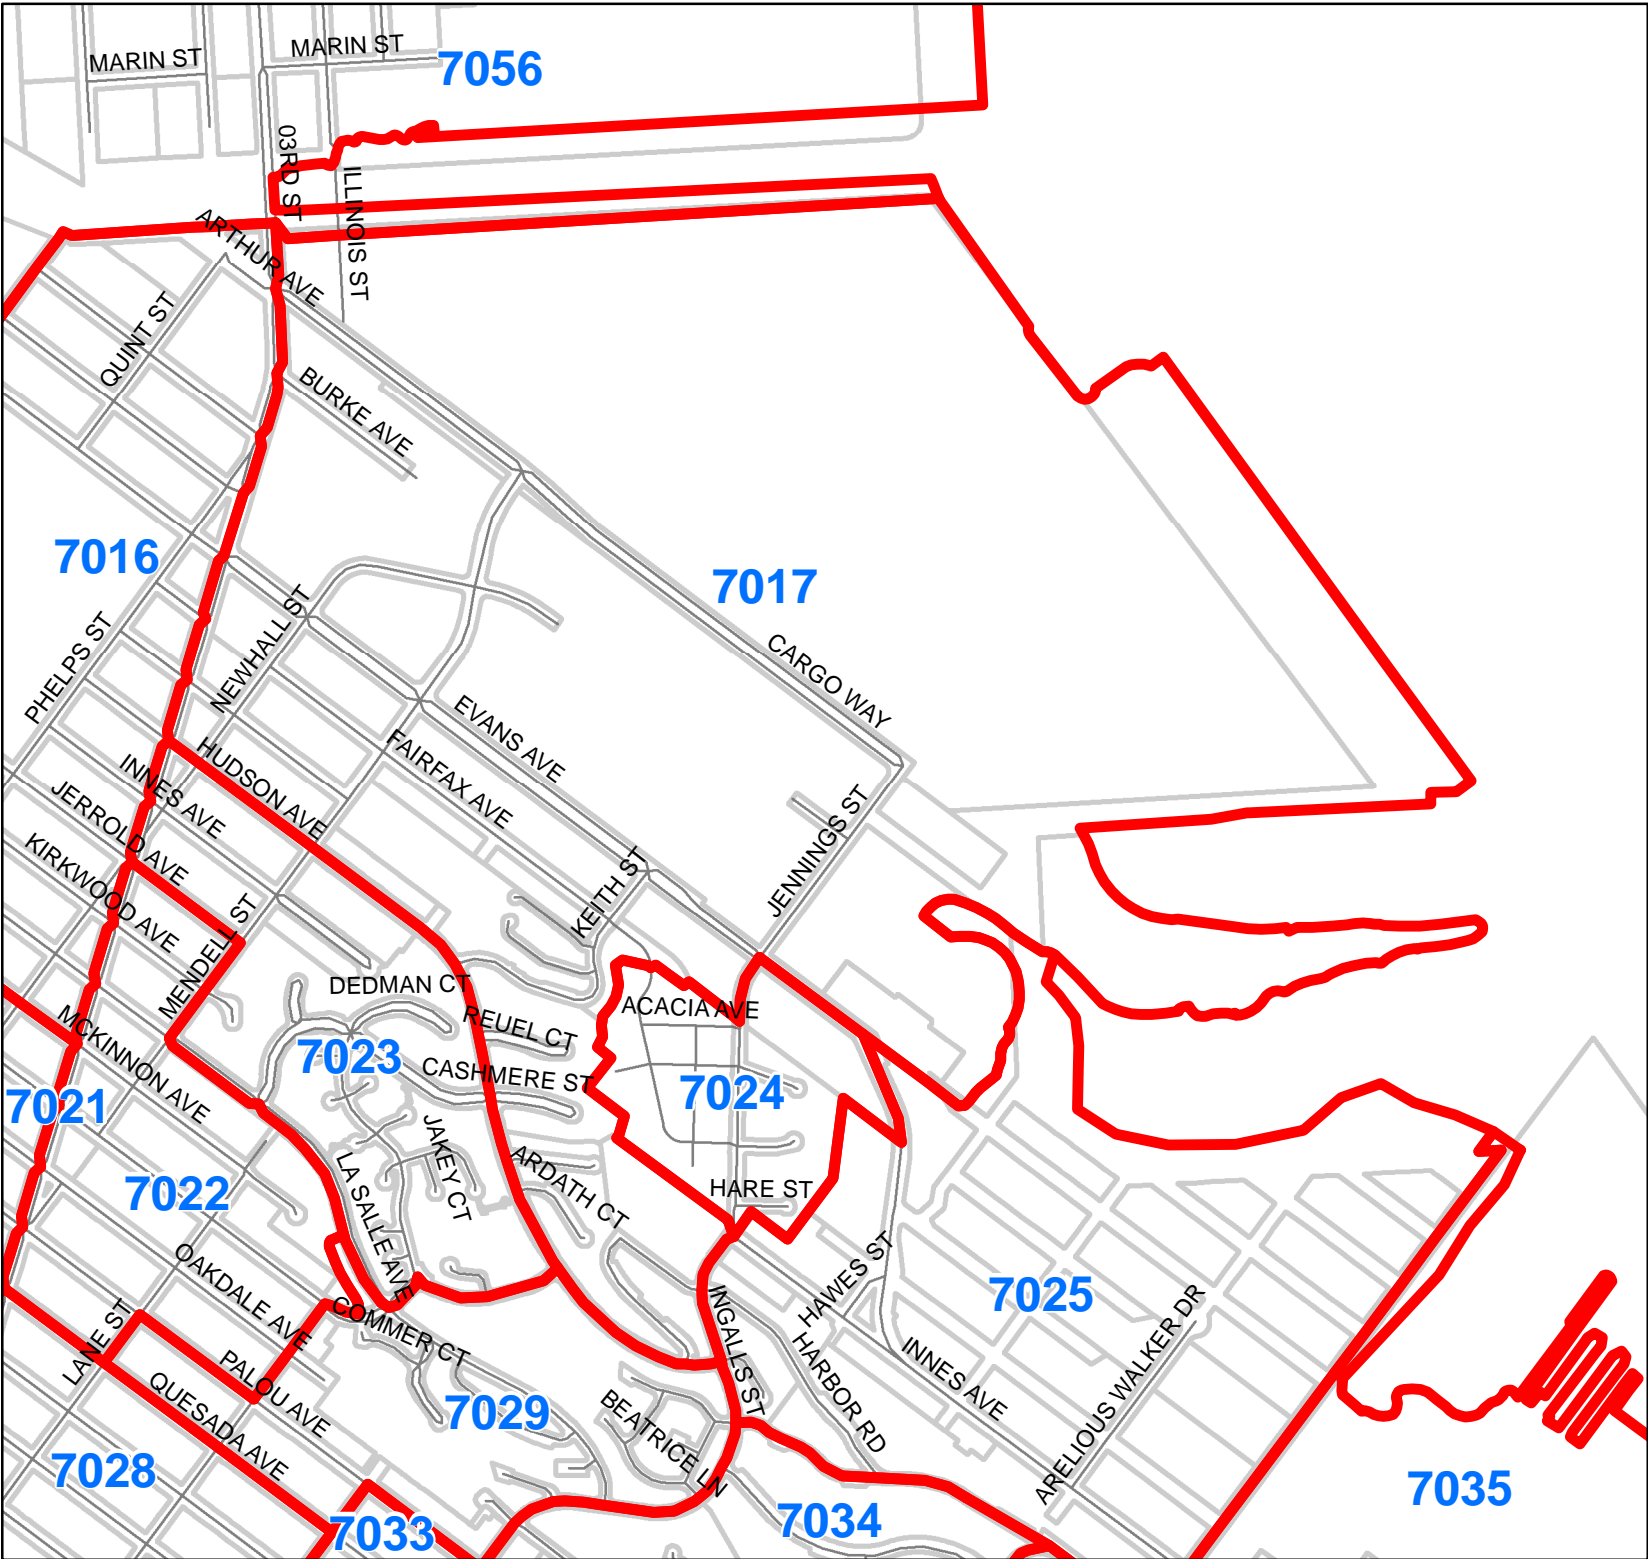 MARIN ST
MARIN ST
7056
03RD ST
ILLINOIS ST
ARTHUR AVE
QUINT ST
BURKE AVE
7016
7017
PHELPS ST
NEWHALL ST
CARGO WAY
EVANS AVE
FAIRFAX AVE
HUDSON AVE
INNES AVE
JERROLD AVE
KIRKWOOD AVE
JENNINGS ST
KEITH ST
MENDELL ST
DEDMAN CT
REUEL CT
ACACIA AVE
MCKINNON AVE
7023
CASHMERE ST
7024
7021
JAKEY CT
ARDATH CT
LA SALLE AVE
7022
HARE ST
OAKDALE AVE
HAWES ST
7025
INGALLS ST
LANE ST
COMMER CT
HARBOR RD
INNES AVE
ARELIOUS WALKER DR
PALOU AVE
QUESADA AVE
7029
BEATRICE LN
7028
7035
7033
7034